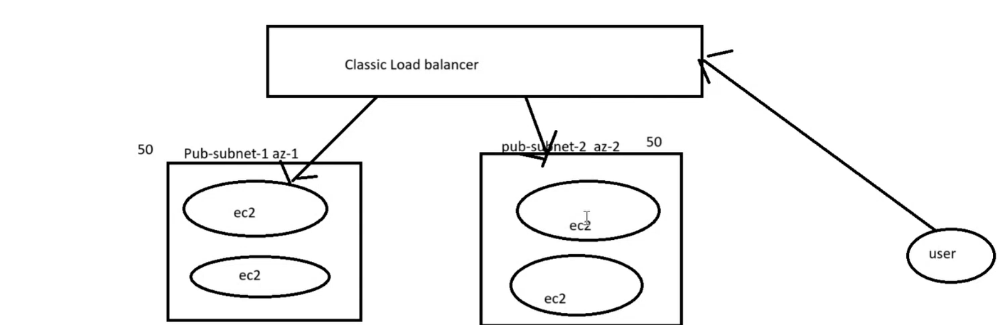 Classic Load balancer
50
Pub-subnet-1 az-1
pub-subnet-2 az-2
50
ec2
ec2
ec2
ec2
user